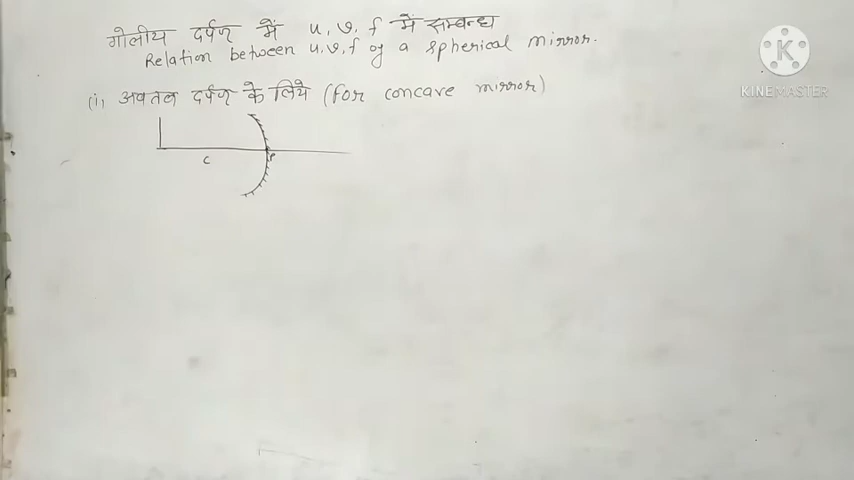 गोलीय दर्पण में u, v, f में सम्बन्ध
Relation between u, v, f of a spherical mirror.
(i) अवतल दर्पण के लिये (for concave mirror)
C
P
K
KINEMASTER